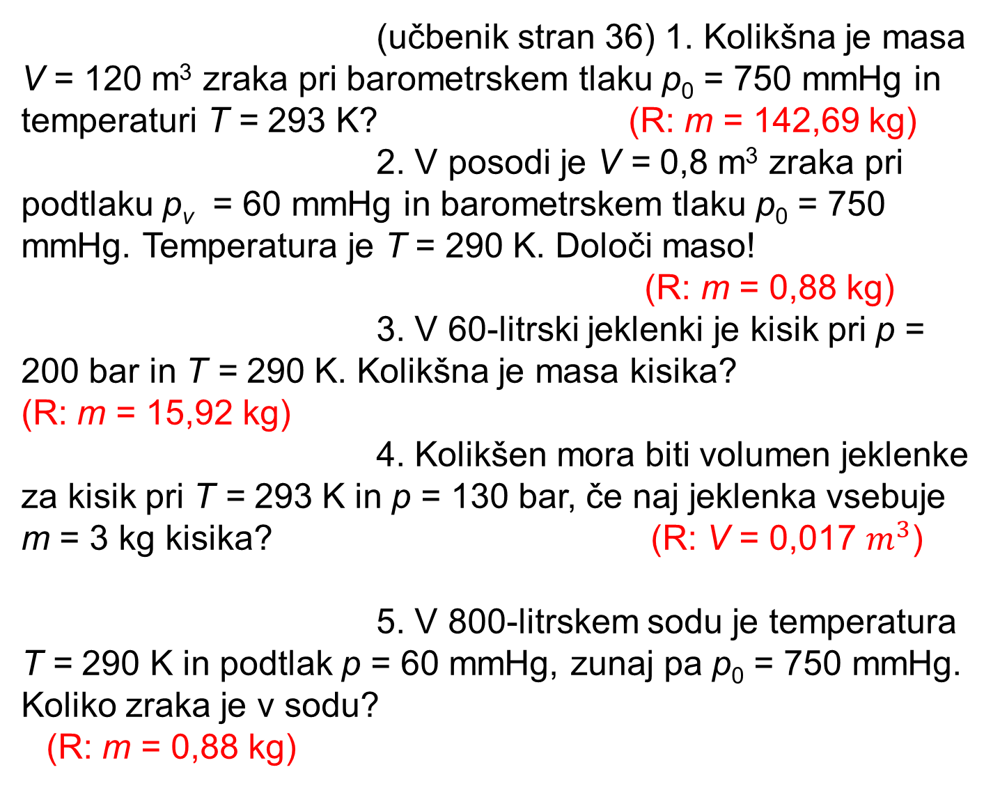 (učbenik stran 36) 1. Kolikšna je masa
V = 120 m³ zraka pri barometrskem tlaku p₀ = 750 mmHg in
temperaturi T = 293 K? (R: m = 142,69 kg)
2. V posodi je V = 0,8 m³ zraka pri
podtlaku pᵥ = 60 mmHg in barometrskem tlaku p₀ = 750
mmHg. Temperatura je T = 290 K. Določi maso!
(R: m = 0,88 kg)
3. V 60-litrski jeklenki je kisik pri p =
200 bar in T = 290 K. Kolikšna je masa kisika?
(R: m = 15,92 kg)
4. Kolikšen mora biti volumen jeklenke
za kisik pri T = 293 K in p = 130 bar, če naj jeklenka vsebuje
m = 3 kg kisika? (R: V = 0,017 m³)
5. V 800-litrskem sodu je temperatura
T = 290 K in podtlak p = 60 mmHg, zunaj pa p₀ = 750 mmHg.
Koliko zraka je v sodu?
(R: m = 0,88 kg)